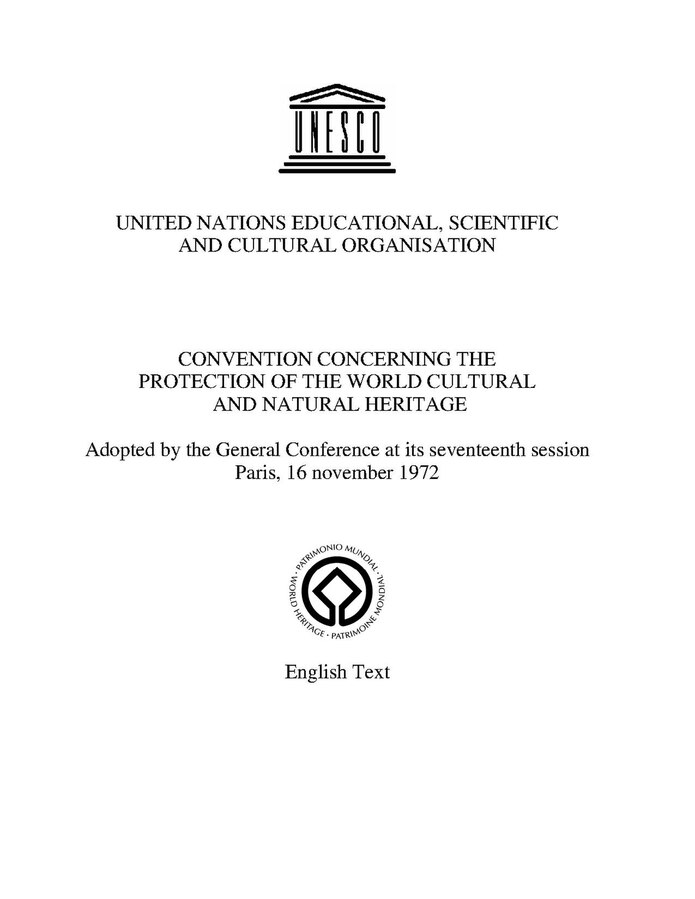 UNESCO
UNITED NATIONS EDUCATIONAL, SCIENTIFIC
AND CULTURAL ORGANISATION
CONVENTION CONCERNING THE
PROTECTION OF THE WORLD CULTURAL
AND NATURAL HERITAGE
Adopted by the General Conference at its seventeenth session
Paris, 16 november 1972
PATRIMONIO MUNDIAL · WORLD HERITAGE · PATRIMOINE MONDIAL ·
English Text